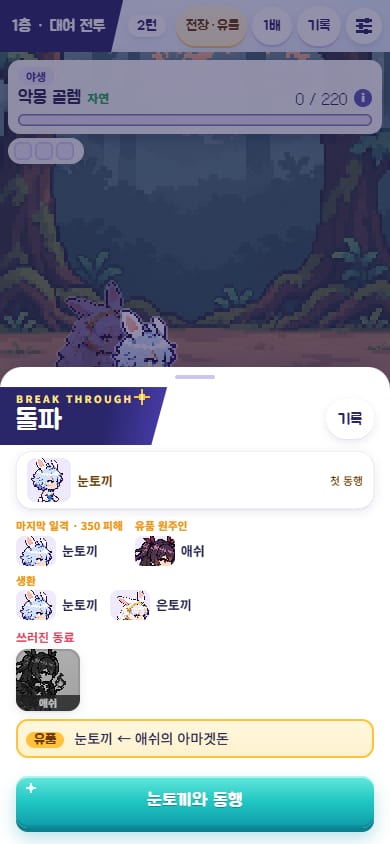 1층 · 대여 전투
2턴
전장 · 유품
1배
기록
야생
악몽 골렘 자연
0 / 220
i
BREAK THROUGH
돌파
기록
눈토끼
첫 동행
마지막 일격 · 350 피해 유품 원주인
눈토끼 애쉬
생환
눈토끼 은토끼
쓰러진 동료
애쉬
유품 눈토끼 ← 애쉬의 아마겟돈
눈토끼와 동행